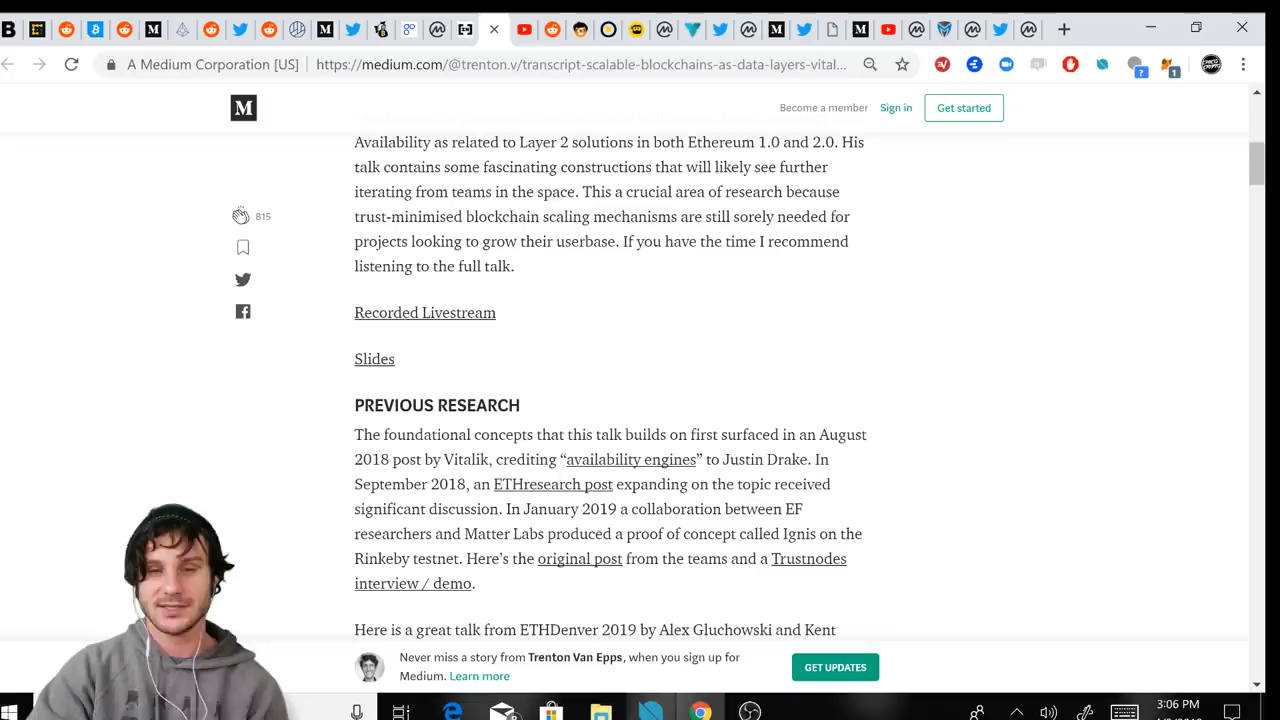 A Medium Corporation [US]
https://medium.com/@trenton.v/transcript-scalable-blockchains-as-data-layers-vital...
M
Become a member
Sign in
Get started
Availability as related to Layer 2 solutions in both Ethereum 1.0 and 2.0. His
talk contains some fascinating constructions that will likely see further
iterating from teams in the space. This a crucial area of research because
trust-minimised blockchain scaling mechanisms are still sorely needed for
projects looking to grow their userbase. If you have the time I recommend
listening to the full talk.
815
Recorded Livestream
Slides
PREVIOUS RESEARCH
The foundational concepts that this talk builds on first surfaced in an August
2018 post by Vitalik, crediting “availability engines” to Justin Drake. In
September 2018, an ETHresearch post expanding on the topic received
significant discussion. In January 2019 a collaboration between EF
researchers and Matter Labs produced a proof of concept called Ignis on the
Rinkeby testnet. Here’s the original post from the teams and a Trustnodes
interview / demo.
Here is a great talk from ETHDenver 2019 by Alex Gluchowski and Kent
Never miss a story from Trenton Van Epps, when you sign up for
Medium. Learn more
GET UPDATES
3:06 PM